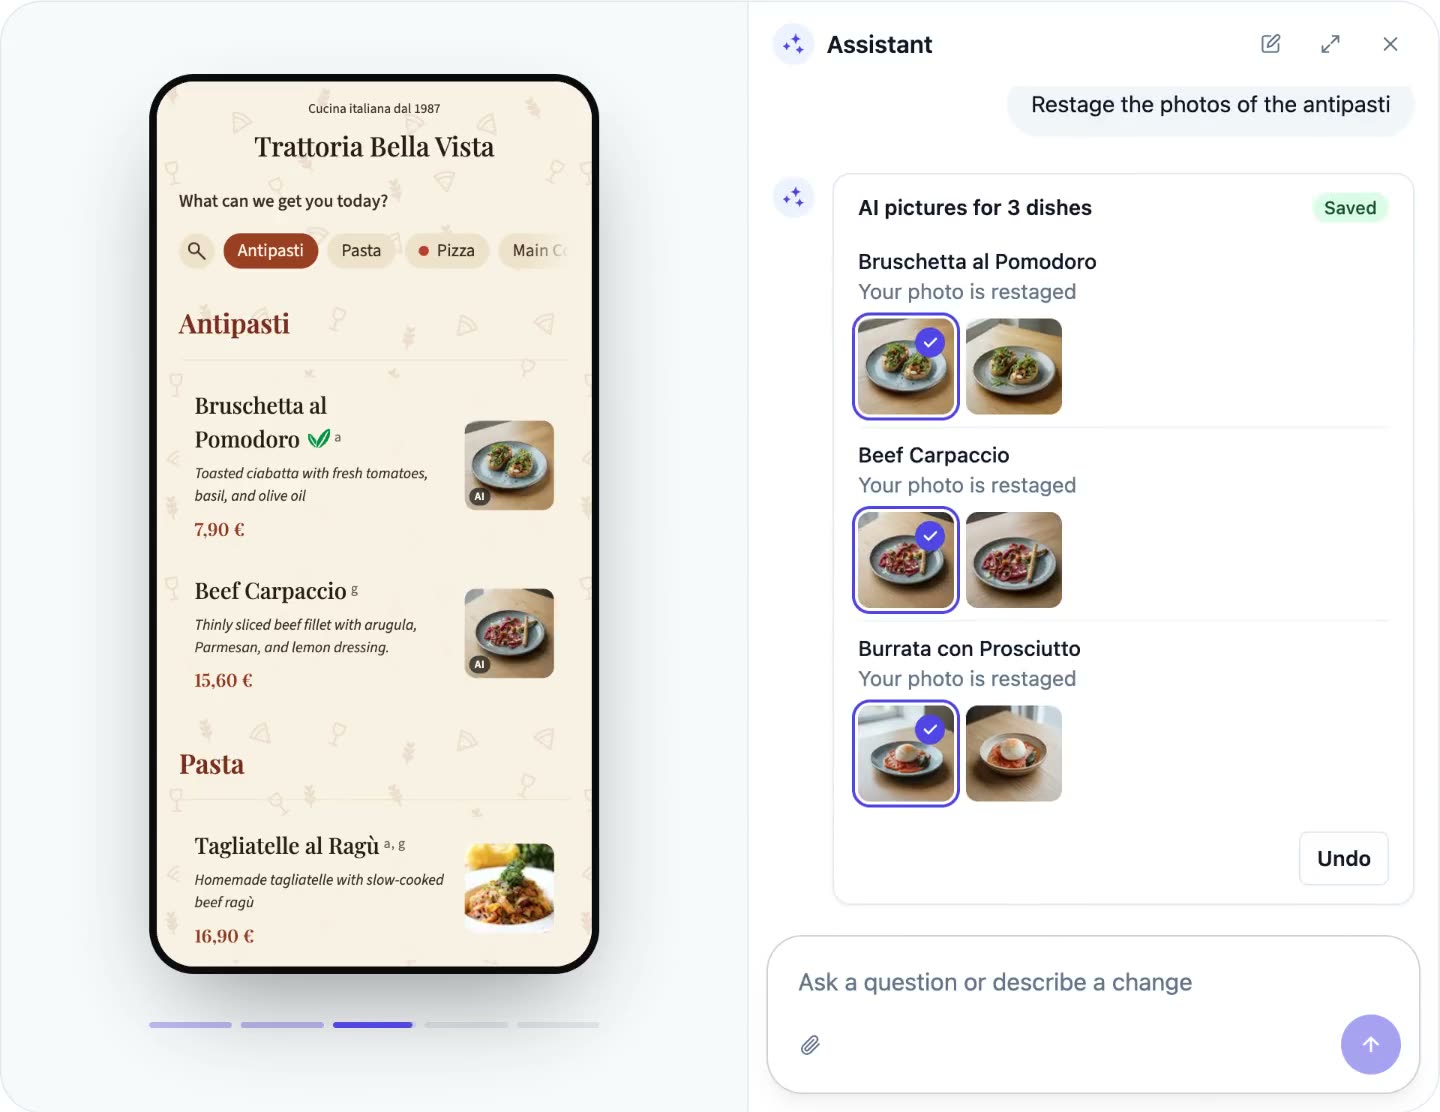 Cucina italiana dal 1987
Trattoria Bella Vista
What can we get you today?
Antipasti
Pasta
Pizza
Main Co
Antipasti
Bruschetta al
Pomodoro a
Toasted ciabatta with fresh tomatoes,
basil, and olive oil
7,90 €
AI
Beef Carpaccio g
Thinly sliced beef fillet with arugula,
Parmesan, and lemon dressing.
15,60 €
AI
Pasta
Tagliatelle al Ragù a, g
Homemade tagliatelle with slow-cooked
beef ragù
16,90 €
Assistant
Restage the photos of the antipasti
AI pictures for 3 dishes
Saved
Bruschetta al Pomodoro
Your photo is restaged
Beef Carpaccio
Your photo is restaged
Burrata con Prosciutto
Your photo is restaged
Undo
Ask a question or describe a change